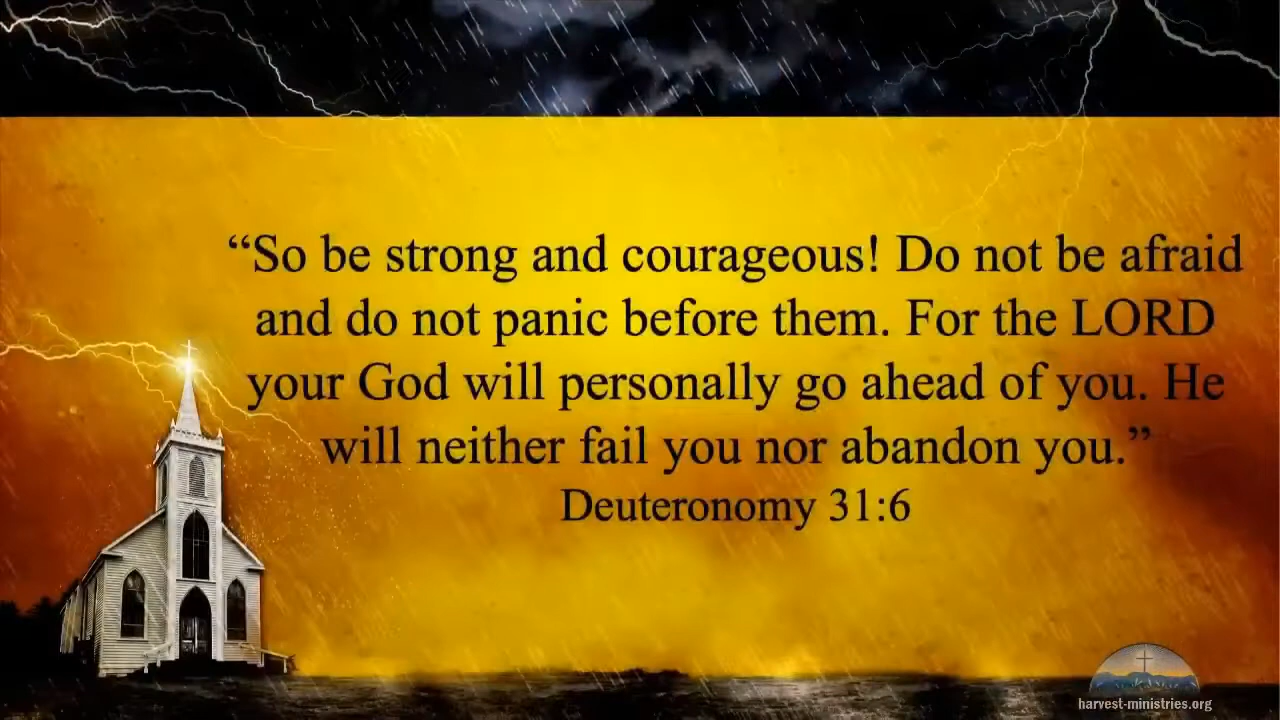 “So be strong and courageous! Do not be afraid
and do not panic before them. For the LORD
your God will personally go ahead of you. He
will neither fail you nor abandon you.”
Deuteronomy 31:6
harvest-ministries.org